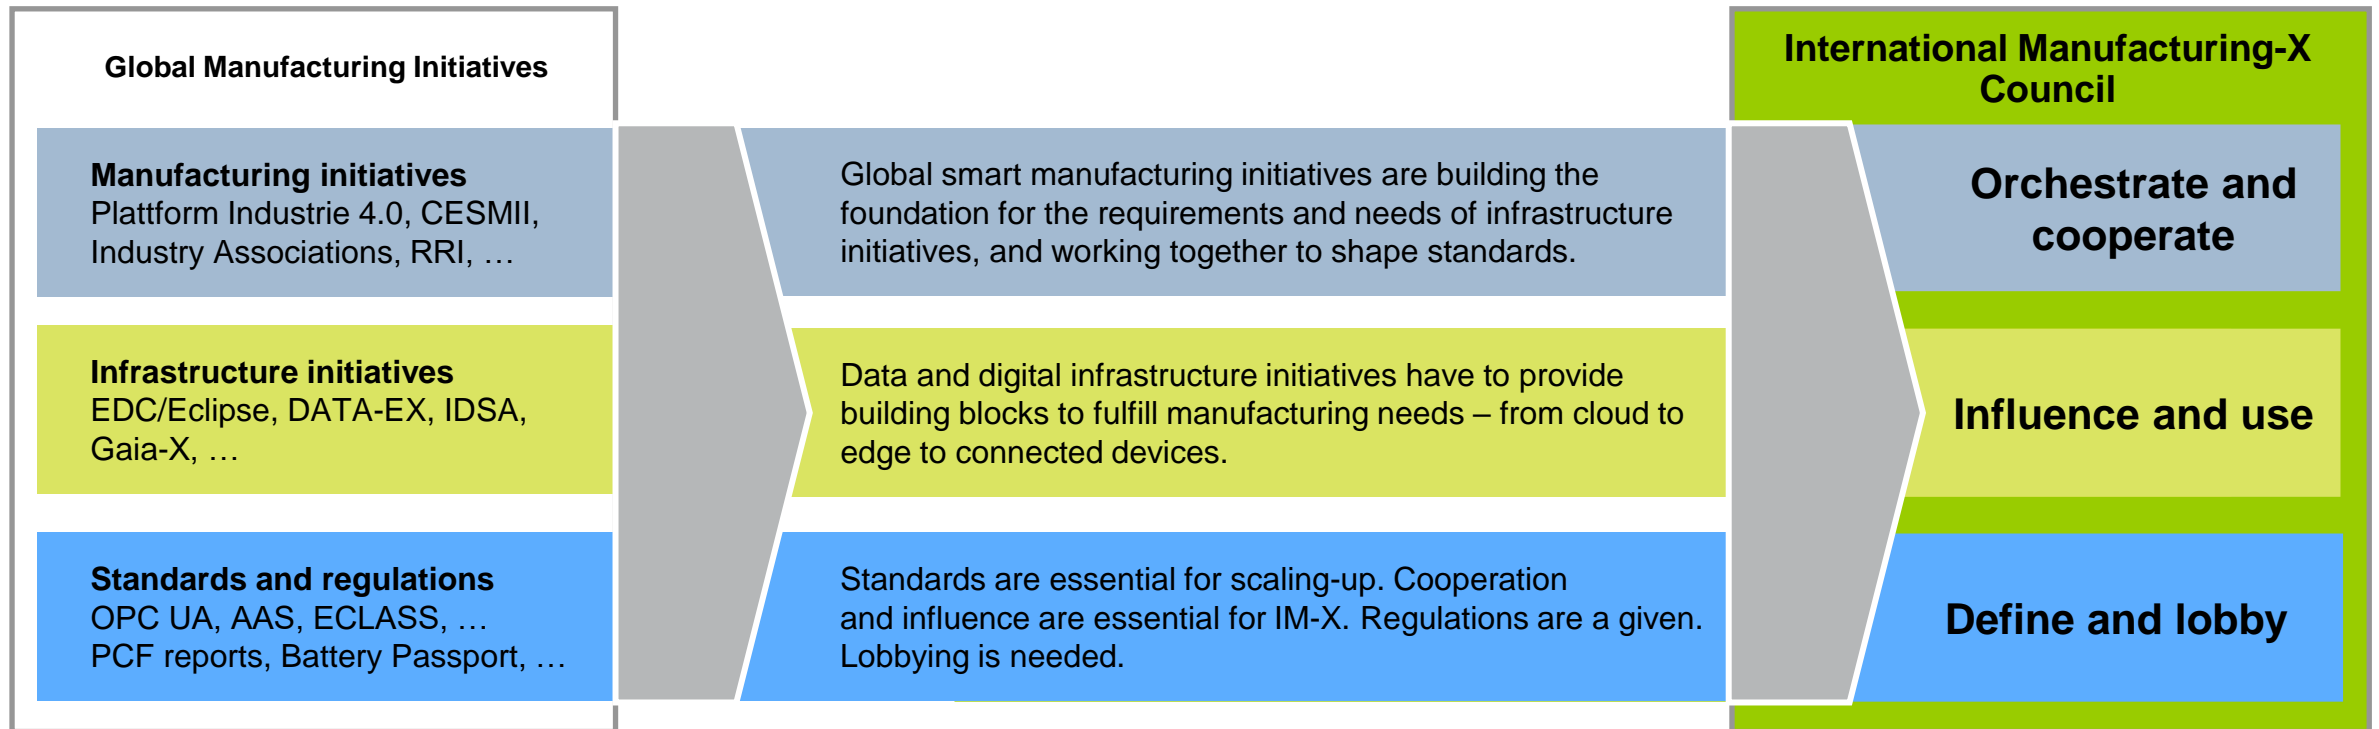 Global Manufacturing Initiatives
International Manufacturing-X
Council
Manufacturing initiatives
Plattform Industrie 4.0, CESMII,
Industry Associations, RRI, …
Global smart manufacturing initiatives are building the
foundation for the requirements and needs of infrastructure
initiatives, and working together to shape standards.
Orchestrate and
cooperate
Infrastructure initiatives
EDC/Eclipse, DATA-EX, IDSA,
Gaia-X, …
Data and digital infrastructure initiatives have to provide
building blocks to fulfill manufacturing needs – from cloud to
edge to connected devices.
Influence and use
Standards and regulations
OPC UA, AAS, ECLASS, …
PCF reports, Battery Passport, …
Standards are essential for scaling-up. Cooperation
and influence are essential for IM-X. Regulations are a given.
Lobbying is needed.
Define and lobby